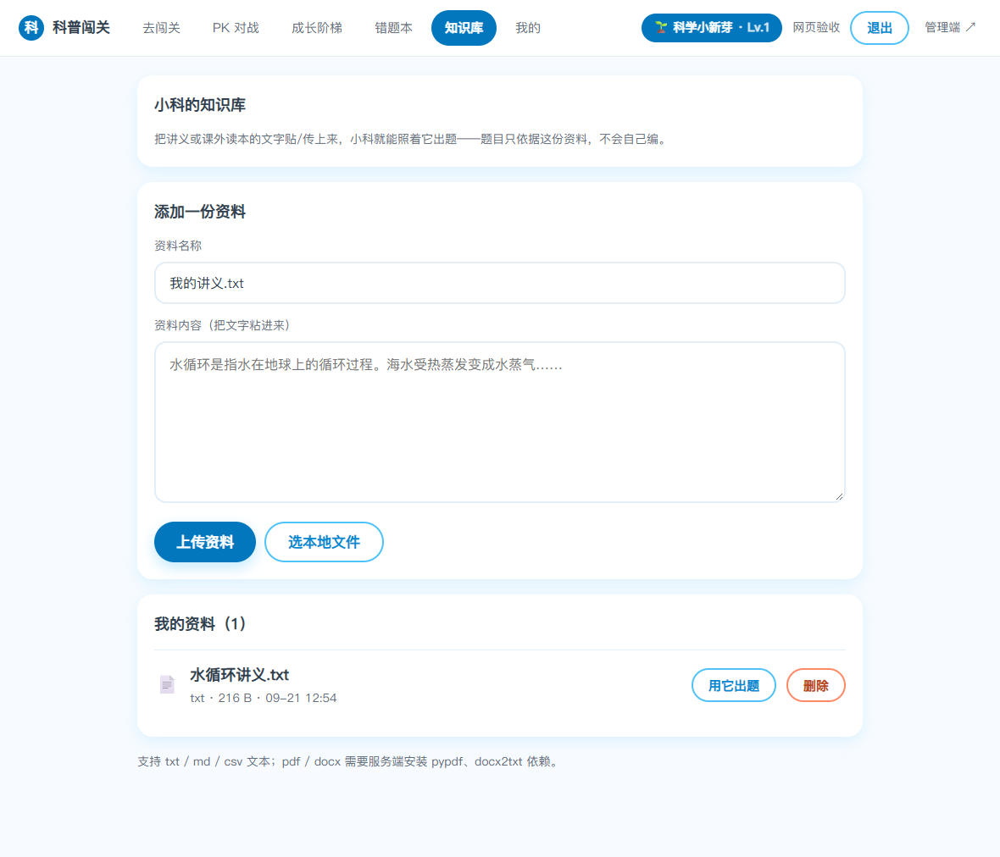 科 科普闯关 去闯关 PK 对战 成长阶梯 错题本 知识库 我的 科学小新芽 · Lv.1 网页验收 退出 管理端 ↗
小科的知识库
把讲义或课外读本的文字贴/传上来，小科就能照着它出题——题目只依据这份资料，不会自己编。
添加一份资料
资料名称
我的讲义.txt
资料内容（把文字粘进来）
水循环是指水在地球上的循环过程。海水受热蒸发变成水蒸气……
上传资料 选本地文件
我的资料（1）
水循环讲义.txt
txt · 216 B · 09-21 12:54
用它出题 删除
支持 txt / md / csv 文本；pdf / docx 需要服务端安装 pypdf、docx2txt 依赖。